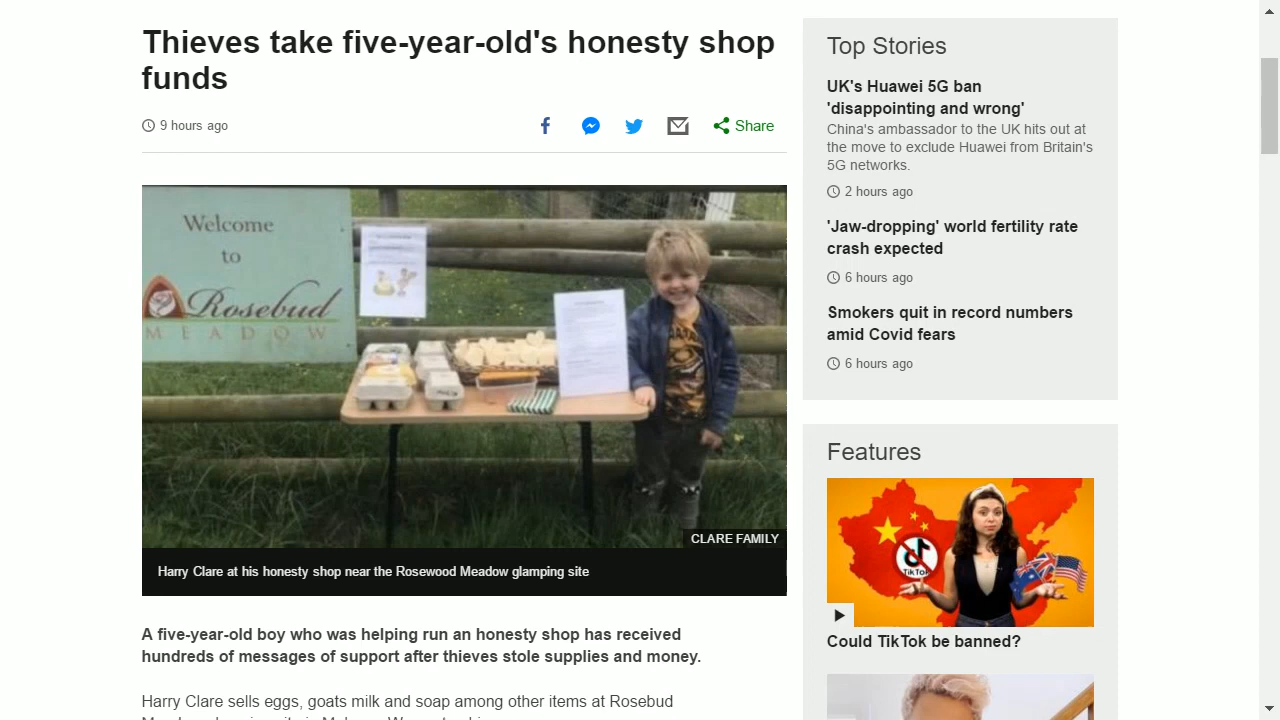 Thieves take five-year-old's honesty shop
funds
9 hours ago
Share
Welcome
to
Rosebud
MEADOW
CLARE FAMILY
Harry Clare at his honesty shop near the Rosewood Meadow glamping site
A five-year-old boy who was helping run an honesty shop has received
hundreds of messages of support after thieves stole supplies and money.
Harry Clare sells eggs, goats milk and soap among other items at Rosebud
Top Stories
UK's Huawei 5G ban
'disappointing and wrong'
China's ambassador to the UK hits out at
the move to exclude Huawei from Britain's
5G networks.
2 hours ago
'Jaw-dropping' world fertility rate
crash expected
6 hours ago
Smokers quit in record numbers
amid Covid fears
6 hours ago
Features
TikTok
Could TikTok be banned?